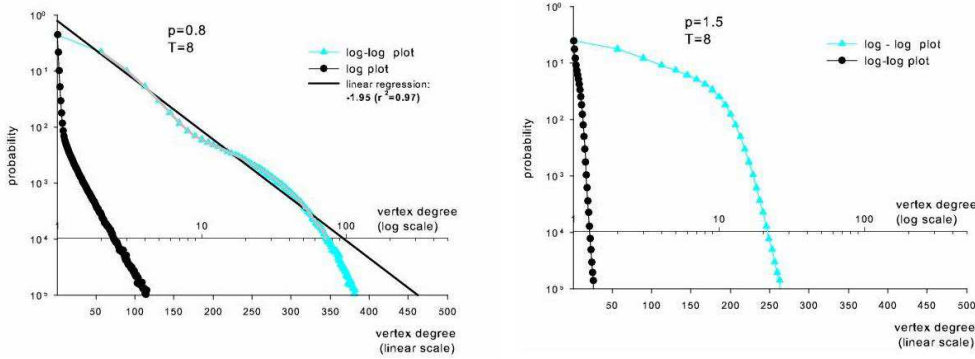 p=0.8
T=8
log-log plot
log plot
linear regression:
-1.95 (r²=0.97)
probability
10⁰
10¹
10²
10³
10⁴
10⁵
1
10
100
vertex degree
(log scale)
50 100 150 200 250 300 350 400 450 500
vertex degree
(linear scale)
p=1.5
T=8
log - log plot
log-log plot
probability
10⁰
10¹
10²
10³
10⁴
10⁵
1
10
100
vertex degree
(log scale)
0 50 100 150 200 250 300 350 400 450 500
vertex degree
(linear scale)